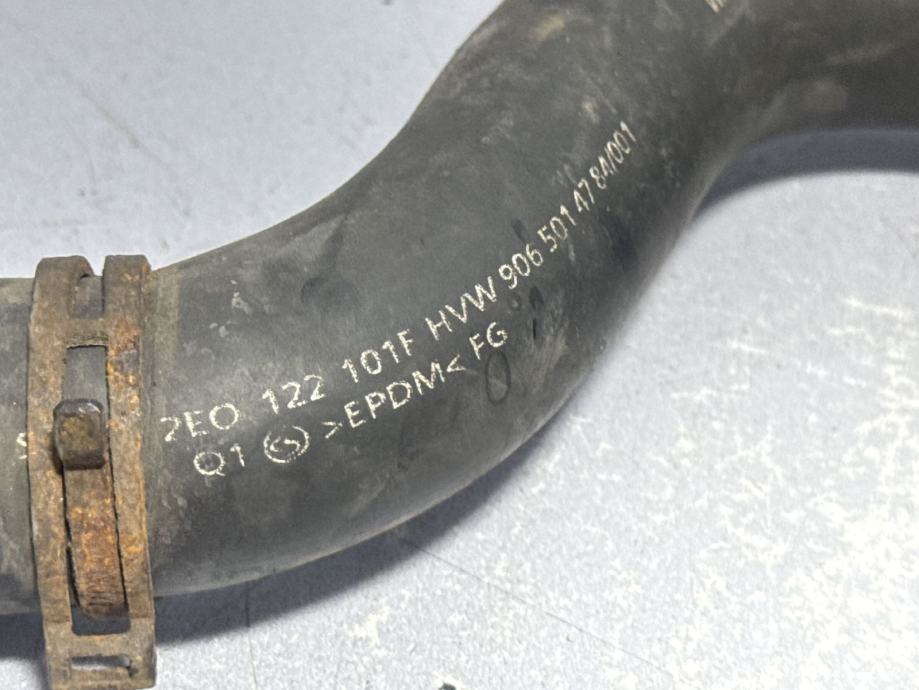 2E0 122 101F HVW 906 501 47 84/001
Q1 >EPDM< FG